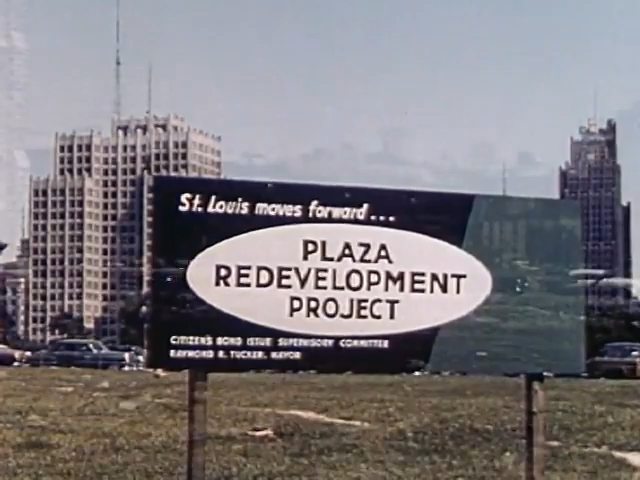 St. Louis moves forward...
PLAZA
REDEVELOPMENT
PROJECT
CITIZEN'S BOND ISSUE SUPERVISORY COMMITTEE
RAYMOND R. TUCKER, MAYOR